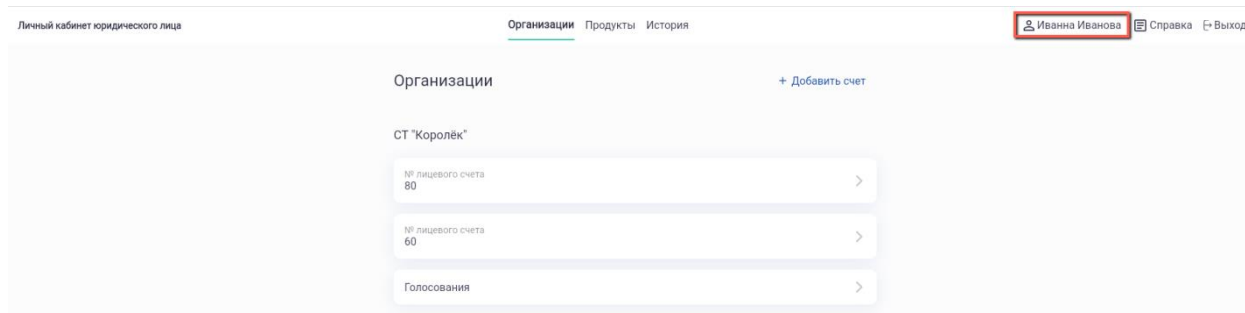 Личный кабинет юридического лица
Организации Продукты История
Иванна Иванова Справка Выход
Организации
+ Добавить счет
СТ "Королёк"
№ лицевого счета
80
№ лицевого счета
60
Голосования